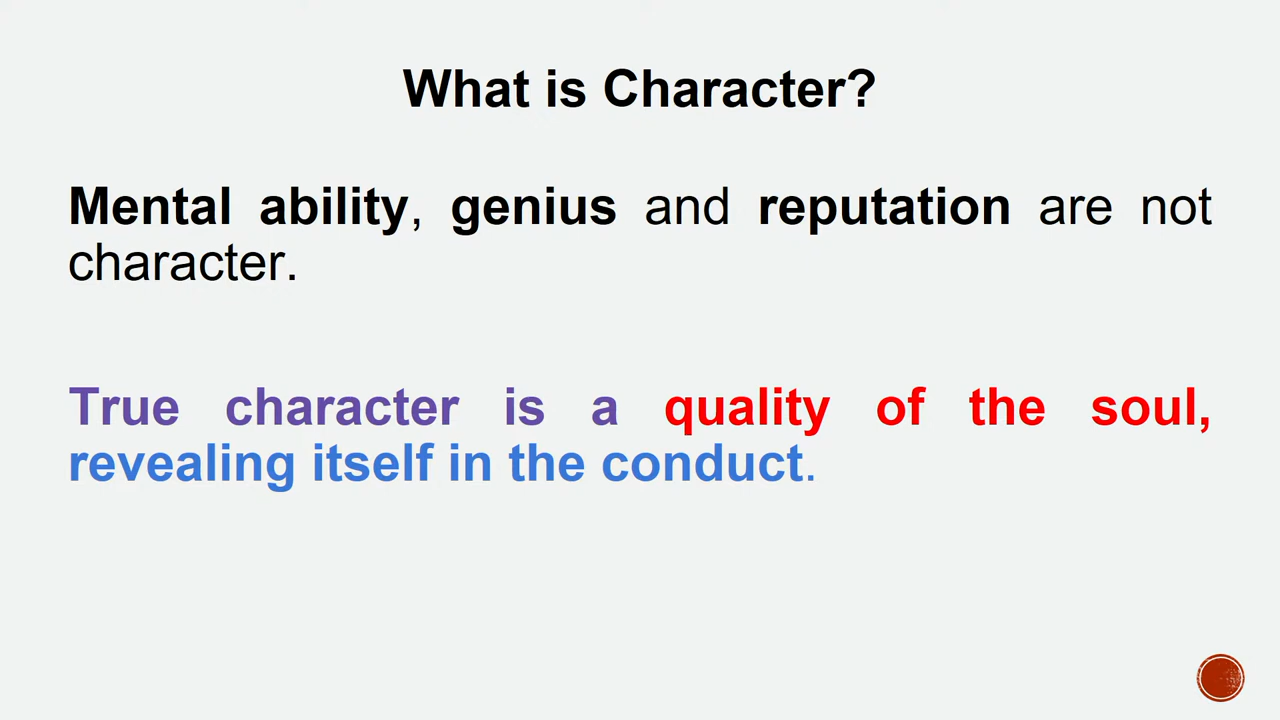 What is Character?
Mental ability, genius and reputation are not
character.
True character is a quality of the soul,
revealing itself in the conduct.